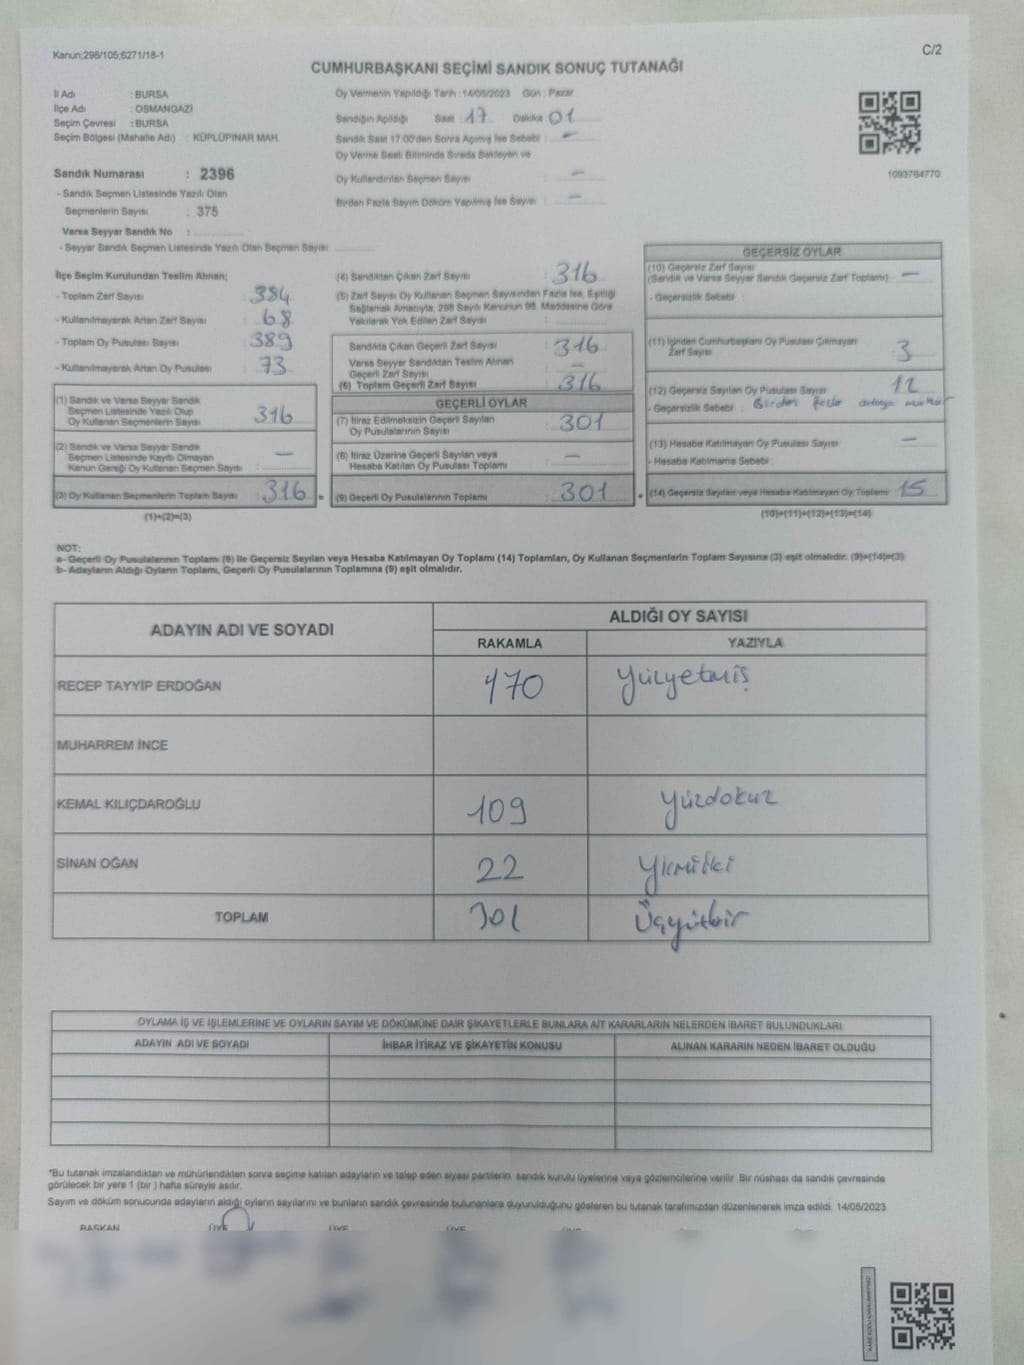 Kanun:298/105;6271/18-1
C/2
CUMHURBAŞKANI SEÇİMİ SANDIK SONUÇ TUTANAĞI
İl Adı : BURSA
İlçe Adı : OSMANGAZİ
Seçim Çevresi : BURSA
Seçim Bölgesi (Mahalle Adı) : KÜPLÜPINAR MAH.
Sandık Numarası : 2396
- Sandık Seçmen Listesinde Yazılı Olan
Seçmenlerin Sayısı : 375
Varsa Seyyar Sandık No :
- Seyyar Sandık Seçmen Listesinde Yazılı Olan Seçmen Sayısı
Oy Vermenin Yapıldığı Tarih : 14/05/2023 Gün : Pazar
Sandığın Açıldığı Saat 17 Dakika 01
Sandık Saat 17:00'den Sonra Açılmış İse Sebebi : -
Oy Verme Saati Bitiminde Sırada Bekleyen ve
Oy Kullandırılan Seçmen Sayısı : -
Birden Fazla Sayım Döküm Yapılmış İse Sayısı : -
1093764770
İlçe Seçim Kurulundan Teslim Alınan;
- Toplam Zarf Sayısı : 384
- Kullanılmayarak Artan Zarf Sayısı : 68
- Toplam Oy Pusulası Sayısı : 389
- Kullanılmayarak Artan Oy Pusulası : 73
(1) Sandık ve Varsa Seyyar Sandık
Seçmen Listesinde Yazılı Olup
Oy Kullanan Seçmenlerin Sayısı : 316
(2) Sandık ve Varsa Seyyar Sandık
Seçmen Listesinde Kayıtlı Olmayan
Kanun Gereği Oy Kullanan Seçmen Sayısı : -
(3) Oy Kullanan Seçmenlerin Toplam Sayısı : 316 =
(1)+(2)=(3)
(4) Sandıktan Çıkan Zarf Sayısı : 316
(5) Zarf Sayısı Oy Kullanan Seçmen Sayısından Fazla İse, Eşitliği
Sağlamak Amacıyla, 298 Sayılı Kanunun 98. Maddesine Göre
Yakılarak Yok Edilen Zarf Sayısı :
Sandıkta Çıkan Geçerli Zarf Sayısı : 316
Varsa Seyyar Sandıktan Teslim Alınan
Geçerli Zarf Sayısı : -
(6) Toplam Geçerli Zarf Sayısı : 316
GEÇERLİ OYLAR
(7) İtiraz Edilmeksizin Geçerli Sayılan
Oy Pusulalarının Sayısı : 301
(8) İtiraz Üzerine Geçerli Sayılan veya
Hesaba Katılan Oy Pusulası Toplamı : -
(9) Geçerli Oy Pusulalarının Toplamı : 301 +
GEÇERSİZ OYLAR
(10) Geçersiz Zarf Sayısı
(Sandık ve Varsa Seyyar Sandık Geçersiz Zarf Toplamı) : -
- Geçersizlik Sebebi :
(11) İçinden Cumhurbaşkanı Oy Pusulası Çıkmayan
Zarf Sayısı : 3
(12) Geçersiz Sayılan Oy Pusulası Sayısı : 12
- Geçersizlik Sebebi : Birden fazla adaya mühür
(13) Hesaba Katılmayan Oy Pusulası Sayısı : -
- Hesaba Katılmama Sebebi :
(14) Geçersiz Sayılan veya Hesaba Katılmayan Oy Toplamı : 15
(10)+(11)+(12)+(13)=(14)
NOT:
a- Geçerli Oy Pusulalarının Toplamı (9) ile Geçersiz Sayılan veya Hesaba Katılmayan Oy Toplamı (14) Toplamları, Oy Kullanan Seçmenlerin Toplam Sayısına (3) eşit olmalıdır. (9)+(14)=(3)
b- Adayların Aldığı Oyların Toplamı, Geçerli Oy Pusulalarının Toplamına (9) eşit olmalıdır.
ADAYIN ADI VE SOYADI
ALDIĞI OY SAYISI
RAKAMLA YAZIYLA
RECEP TAYYİP ERDOĞAN 170 Yüzyetmiş
MUHARREM İNCE
KEMAL KILIÇDAROĞLU 109 Yüzdokuz
SİNAN OĞAN 22 Yirmiiki
TOPLAM 301 Üçyüzbir
OYLAMA İŞ VE İŞLEMLERİNE VE OYLARIN SAYIM VE DÖKÜMÜNE DAİR ŞİKAYETLERLE BUNLARA AİT KARARLARIN NELERDEN İBARET BULUNDUKLARI
ADAYIN ADI VE SOYADI İHBAR İTİRAZ VE ŞİKAYETİN KONUSU ALINAN KARARIN NEDEN İBARET OLDUĞU
*Bu tutanak imzalandıktan ve mühürlendikten sonra seçime katılan adayların ve talep eden siyasi partilerin sandık kurulu üyelerine veya gözlemcilerine verilir. Bir nüshası da sandık çevresinde
görülecek bir yere 1 (bir) hafta süreyle asılır.
Sayım ve döküm sonucunda adayların aldığı oyların sayılarını ve bunların sandık çevresinde bulunanlara duyurulduğunu gösteren bu tutanak tarafımızdan düzenlenerek imza edildi. 14/05/2023
BAŞKAN ÜYE ÜYE ÜYE